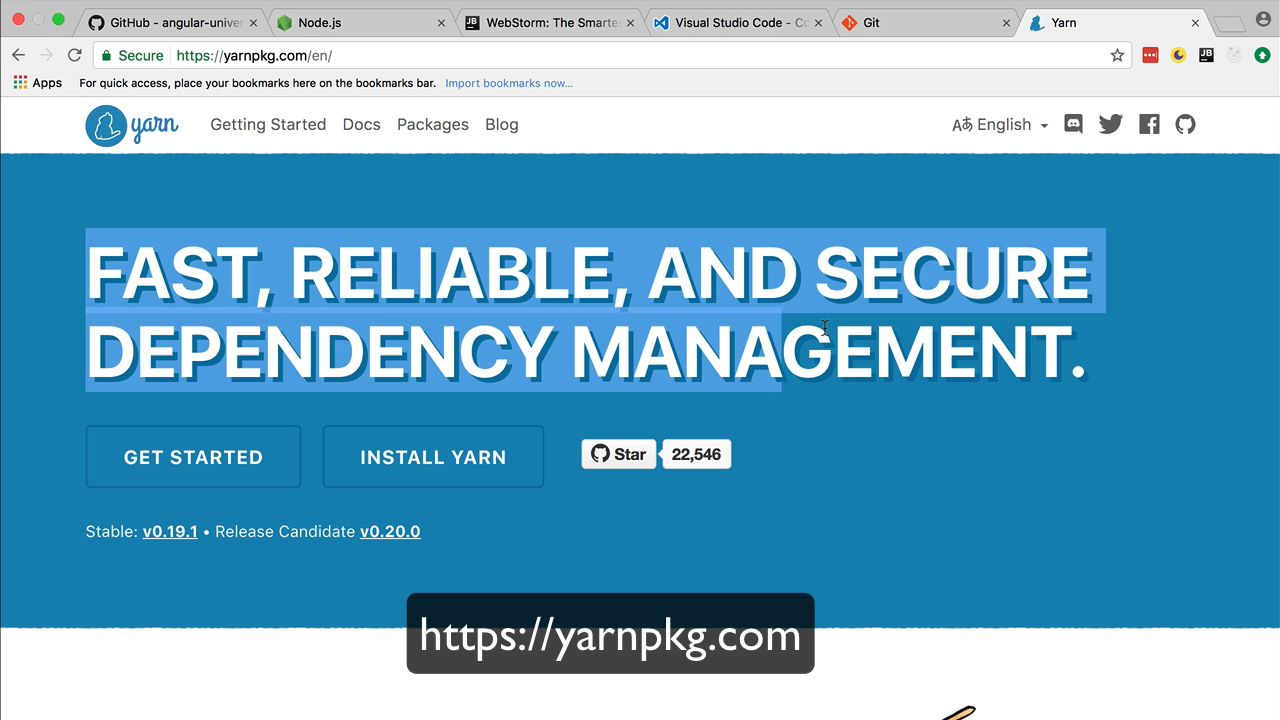 GitHub - angular-univer
Node.js
WebStorm: The Smartes
Visual Studio Code - Co
Git
Yarn
Secure https://yarnpkg.com/en/
Apps For quick access, place your bookmarks here on the bookmarks bar. Import bookmarks now...
yarn Getting Started Docs Packages Blog English
FAST, RELIABLE, AND SECURE
DEPENDENCY MANAGEMENT.
GET STARTED INSTALL YARN Star 22,546
Stable: v0.19.1 • Release Candidate v0.20.0
https://yarnpkg.com